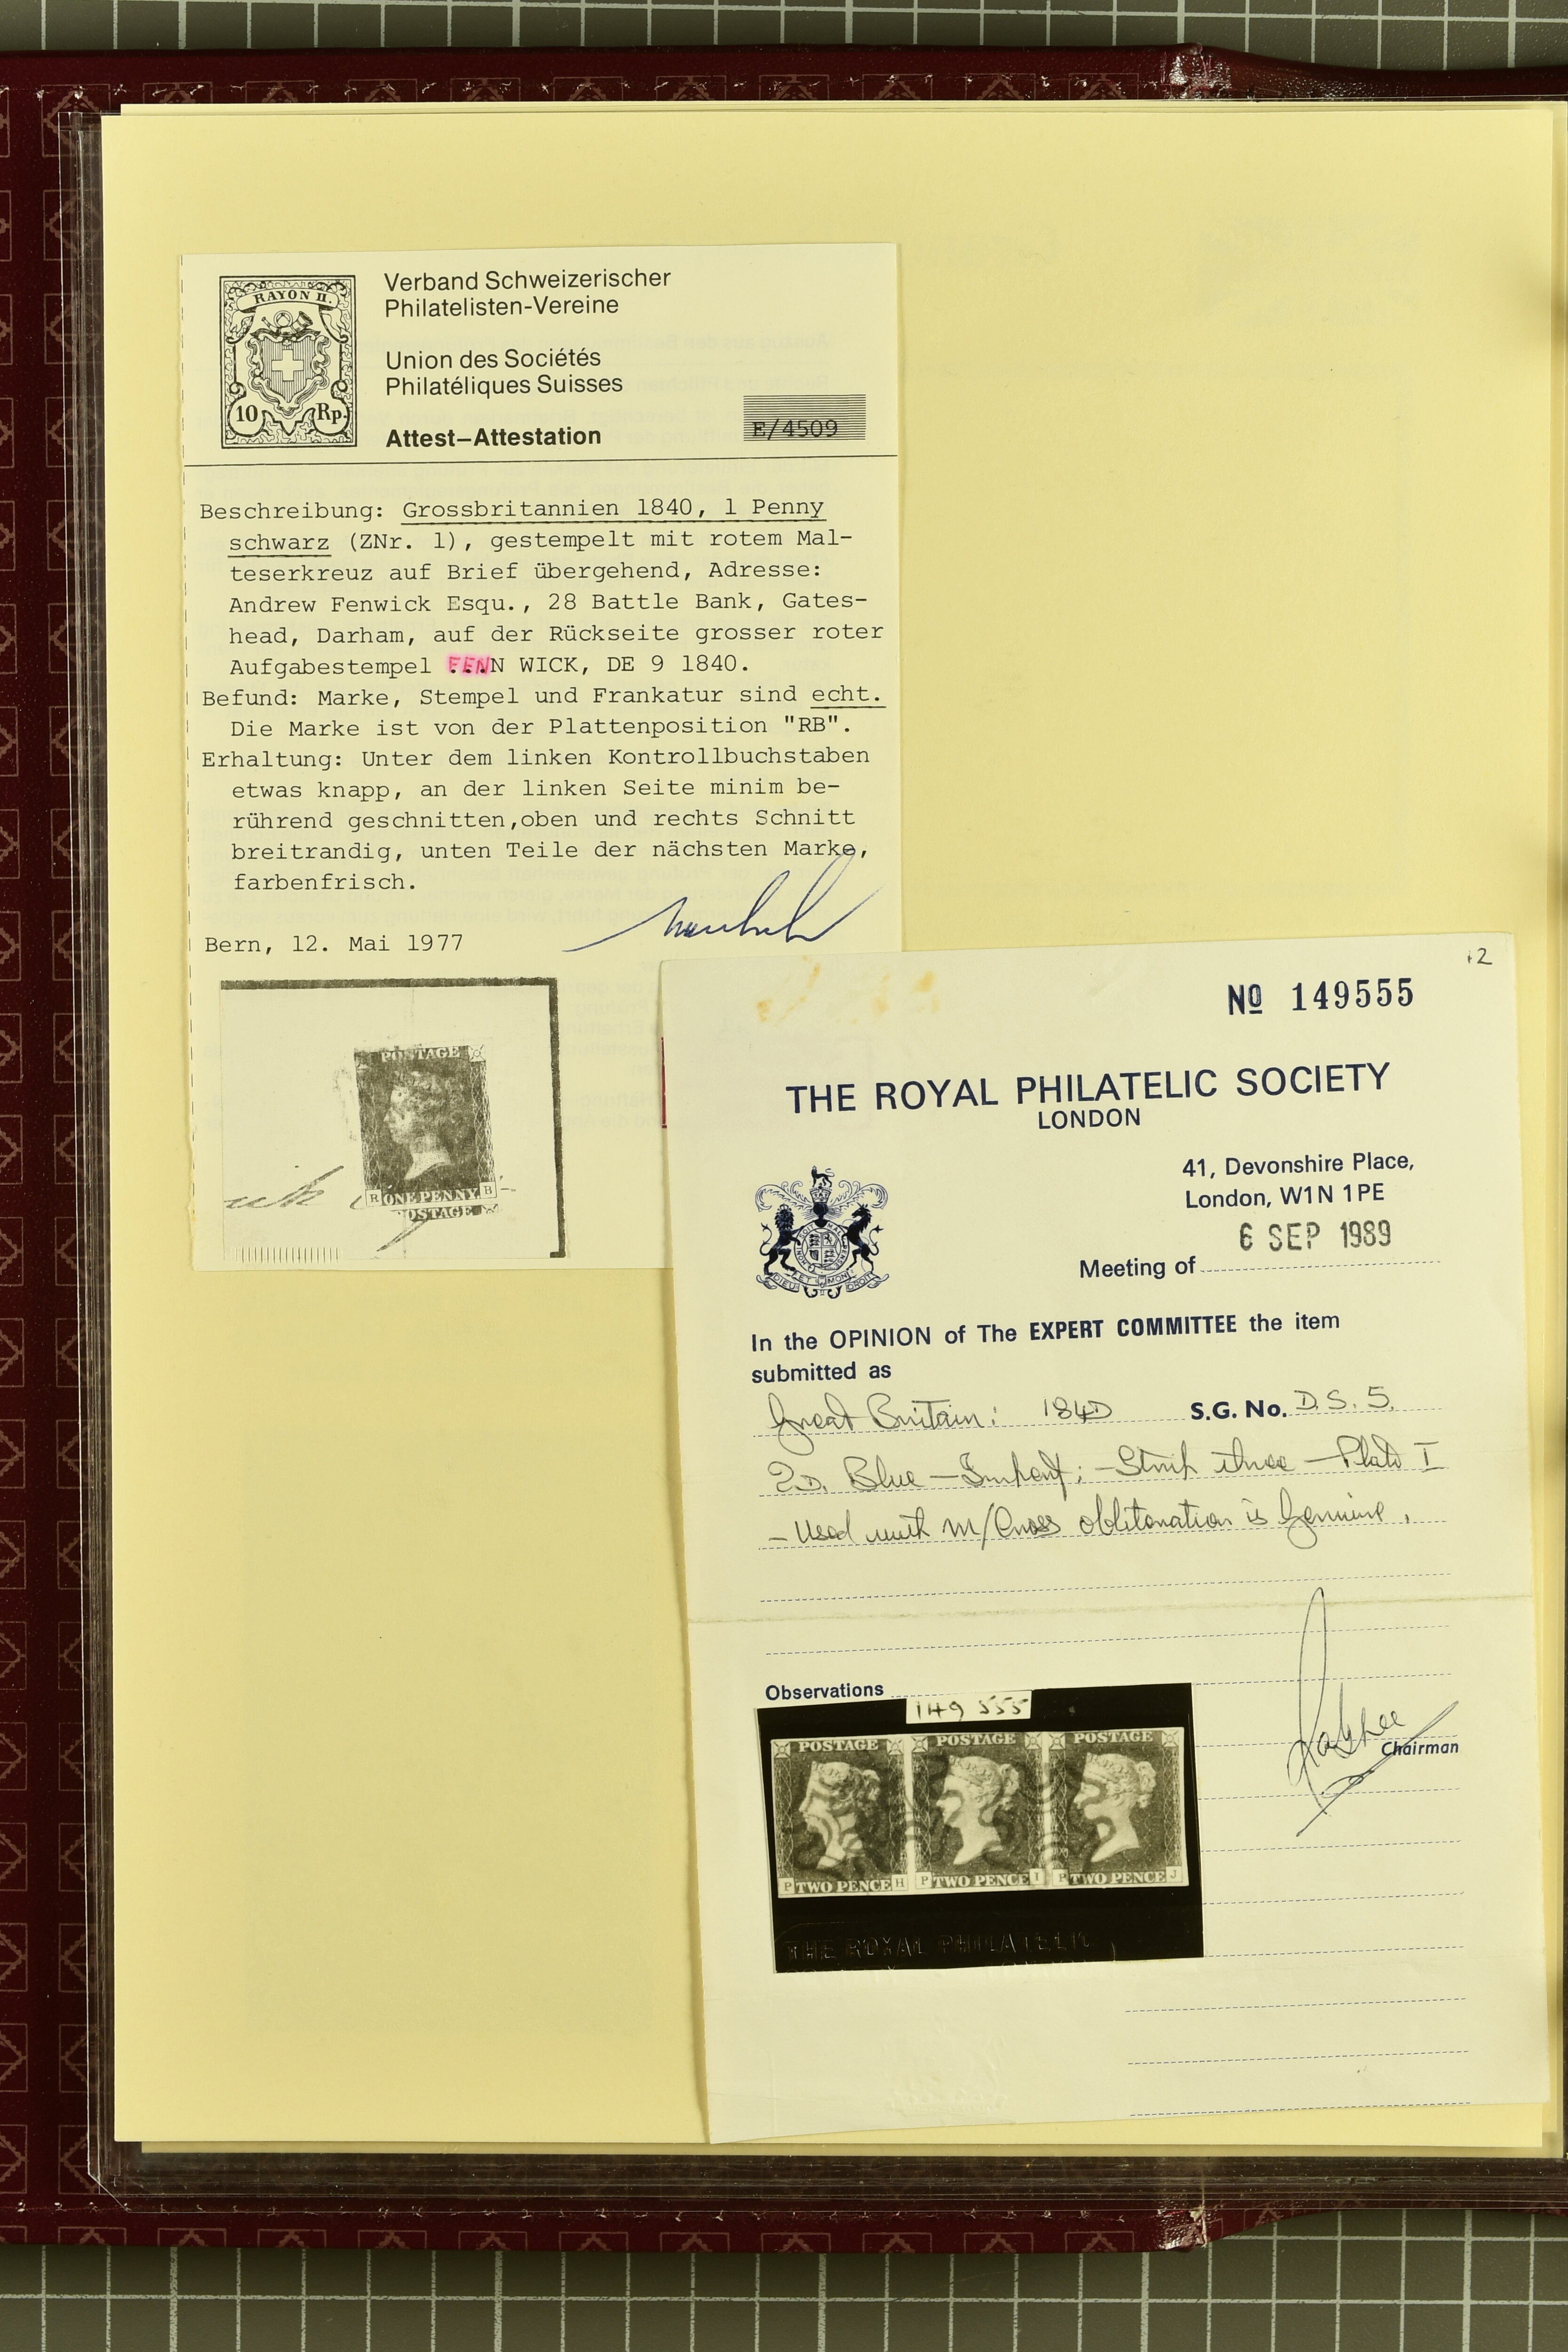 RAYON II.
10 Rp.
Verband Schweizerischer
Philatelisten-Vereine
Union des Sociétés
Philatéliques Suisses
Attest–Attestation
E/4509
Beschreibung: Grossbritannien 1840, 1 Penny
schwarz (ZNr. 1), gestempelt mit rotem Mal-
teserkreuz auf Brief übergehend, Adresse:
Andrew Fenwick Esqu., 28 Battle Bank, Gates-
head, Darham, auf der Rückseite grosser roter
Aufgabestempel ...N WICK, DE 9 1840.
Befund: Marke, Stempel und Frankatur sind echt.
Die Marke ist von der Plattenposition "RB".
Erhaltung: Unter dem linken Kontrollbuchstaben
etwas knapp, an der linken Seite minim be-
rührend geschnitten,oben und rechts Schnitt
breitrandig, unten Teile der nächsten Marke,
farbenfrisch.
Bern, 12. Mai 1977
POSTAGE
R ONE PENNY B
POSTAGE
12
No 149555
THE ROYAL PHILATELIC SOCIETY
LONDON
41, Devonshire Place,
London, W1N 1PE
6 SEP 1989
Meeting of
In the OPINION of The EXPERT COMMITTEE the item
submitted as
Great Britain: 1840 S.G. No. D.S. 5.
2D. Blue – Imperf: – Strip three – Plate I
– Used with M/Cross obliteration is genuine.
Observations
Chairman
149 555
POSTAGE POSTAGE POSTAGE
P TWO PENCE H P TWO PENCE I P TWO PENCE J
THE ROYAL PHILATELIC